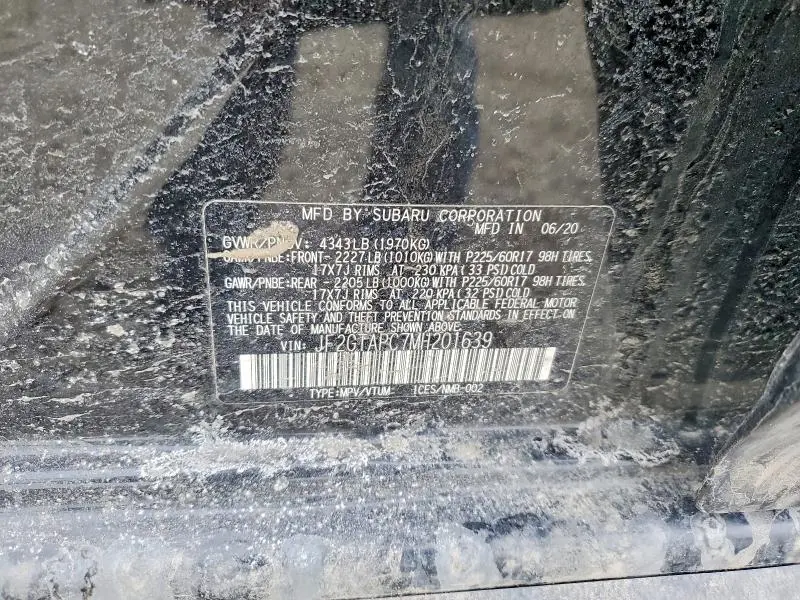 MFD BY SUBARU CORPORATION
MFD IN 06/20
GVWR/PNBV: 4343LB (1970KG)
GAWR/PNBE:FRONT- 2227LB (1010KG)WITH P225/60R17 98H TIRES,
17X7J RIMS AT 230 KPA( 33 PSI)COLD
GAWR/PNBE:REAR - 2205LB (1000KG)WITH P225/60R17 98H TIRES,
17X7J RIMS AT 220 KPA( 32 PSI)COLD
THIS VEHICLE CONFORMS TO ALL APPLICABLE FEDERAL MOTOR
VEHICLE SAFETY AND THEFT PREVENTION STANDARDS IN EFFECT ON
THE DATE OF MANUFACTURE SHOWN ABOVE.
VIN: JF2GTAPC7MH201639
TYPE:MPV/VTUM ICES/NMB-002